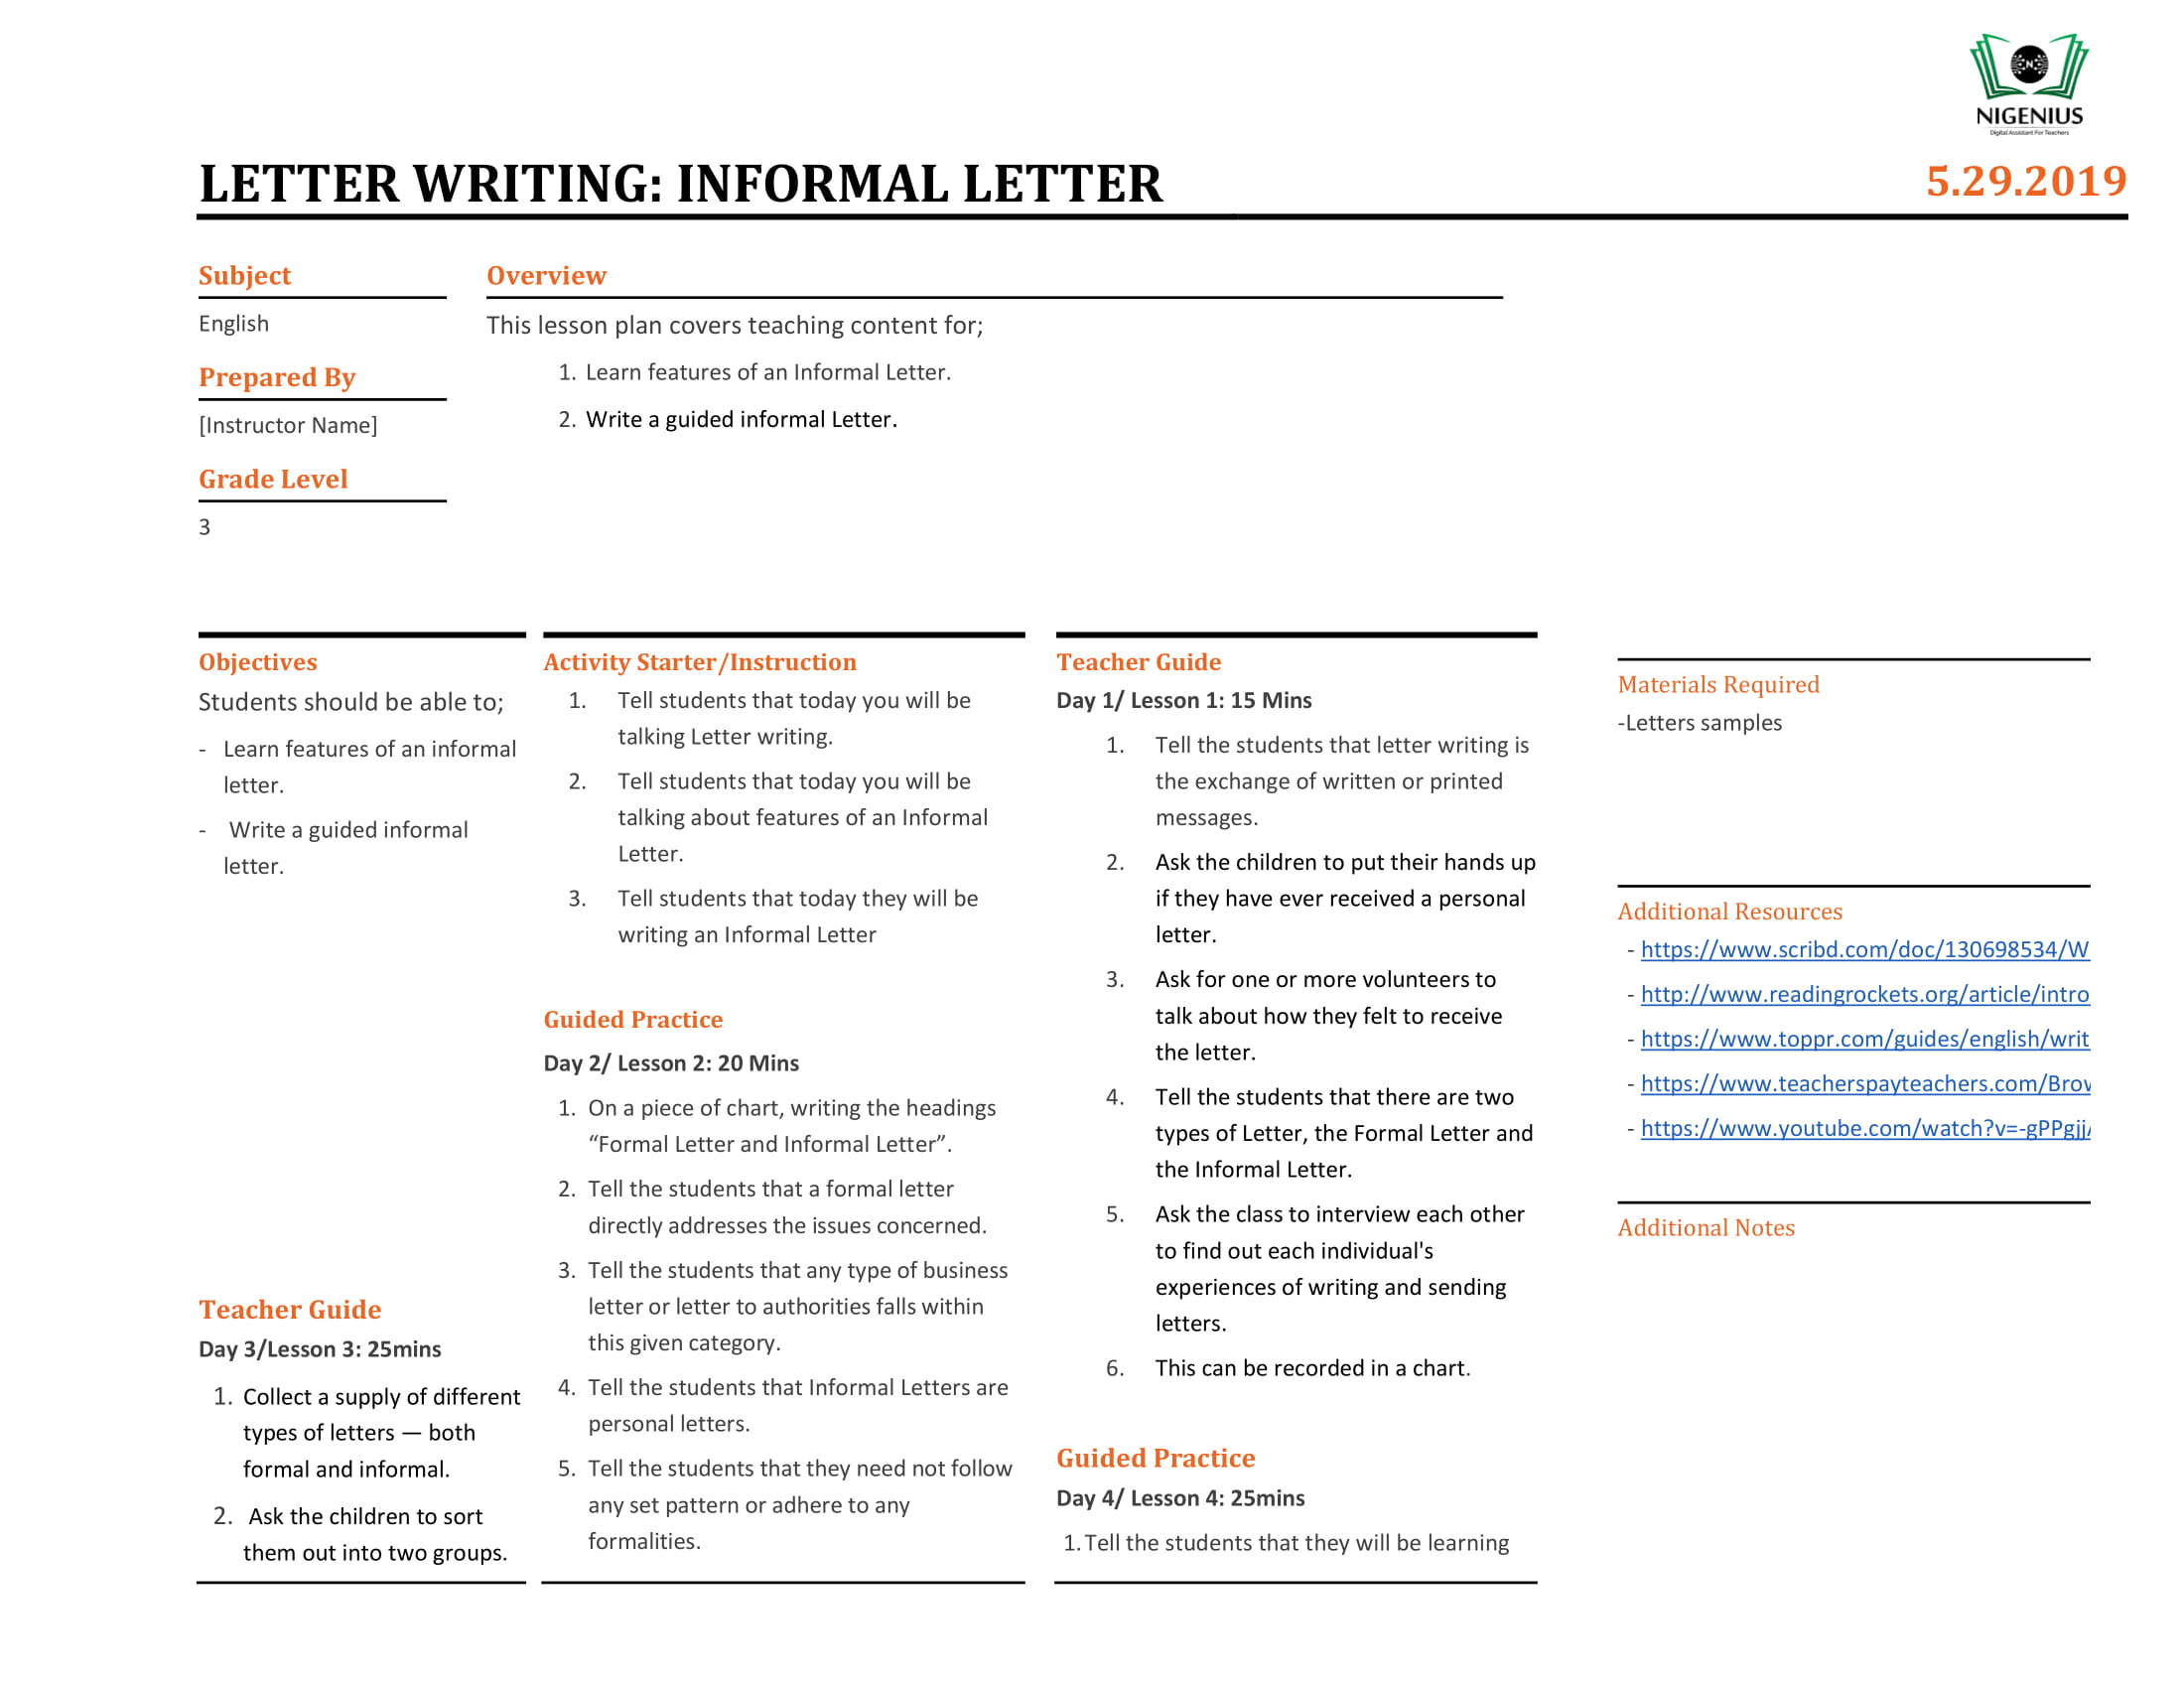 NIGENIUS
Digital Assistant For Teachers
LETTER WRITING: INFORMAL LETTER
5.29.2019
Subject
English
Prepared By
[Instructor Name]
Grade Level
3
Overview
This lesson plan covers teaching content for;
1. Learn features of an Informal Letter.
2. Write a guided informal Letter.
Objectives
Students should be able to;
- Learn features of an informal
letter.
- Write a guided informal
letter.
Teacher Guide
Day 3/Lesson 3: 25mins
1. Collect a supply of different
types of letters — both
formal and informal.
2. Ask the children to sort
them out into two groups.
Activity Starter/Instruction
1. Tell students that today you will be
talking Letter writing.
2. Tell students that today you will be
talking about features of an Informal
Letter.
3. Tell students that today they will be
writing an Informal Letter
Guided Practice
Day 2/ Lesson 2: 20 Mins
1. On a piece of chart, writing the headings
“Formal Letter and Informal Letter”.
2. Tell the students that a formal letter
directly addresses the issues concerned.
3. Tell the students that any type of business
letter or letter to authorities falls within
this given category.
4. Tell the students that Informal Letters are
personal letters.
5. Tell the students that they need not follow
any set pattern or adhere to any
formalities.
Teacher Guide
Day 1/ Lesson 1: 15 Mins
1. Tell the students that letter writing is
the exchange of written or printed
messages.
2. Ask the children to put their hands up
if they have ever received a personal
letter.
3. Ask for one or more volunteers to
talk about how they felt to receive
the letter.
4. Tell the students that there are two
types of Letter, the Formal Letter and
the Informal Letter.
5. Ask the class to interview each other
to find out each individual's
experiences of writing and sending
letters.
6. This can be recorded in a chart.
Guided Practice
Day 4/ Lesson 4: 25mins
1. Tell the students that they will be learning
Materials Required
-Letters samples
Additional Resources
- https://www.scribd.com/doc/130698534/W
- http://www.readingrockets.org/article/intro
- https://www.toppr.com/guides/english/writ
- https://www.teacherspayteachers.com/Brov
- https://www.youtube.com/watch?v=-gPPgjj
Additional Notes